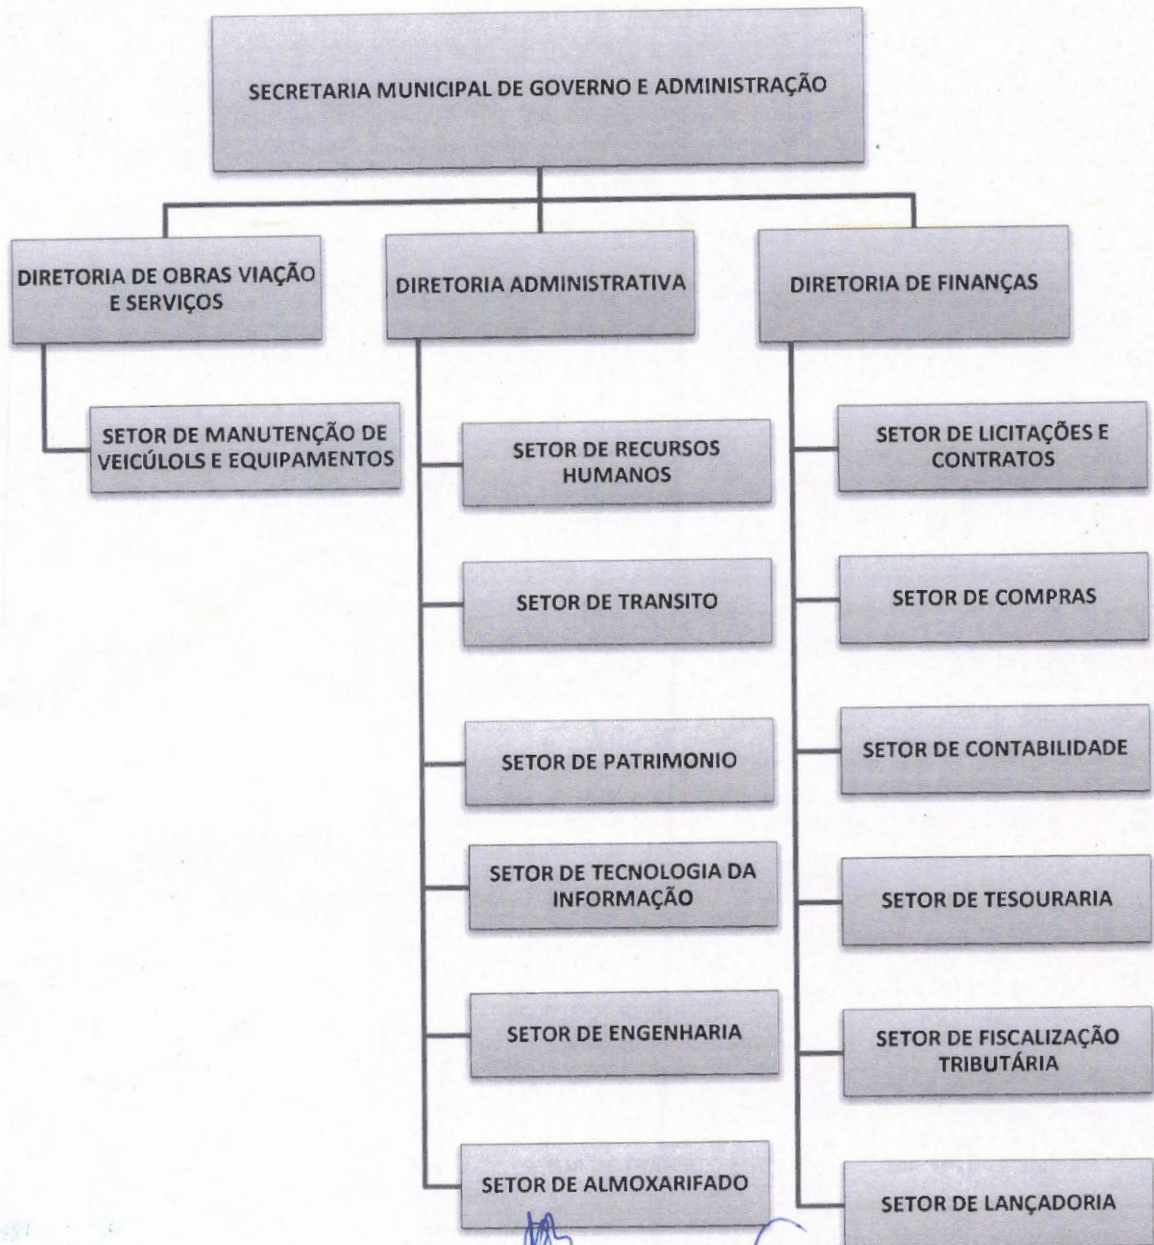 SECRETARIA MUNICIPAL DE GOVERNO E ADMINISTRAÇÃO
DIRETORIA DE OBRAS VIAÇÃO
E SERVIÇOS
SETOR DE MANUTENÇÃO DE
VEICÚLOLS E EQUIPAMENTOS
DIRETORIA ADMINISTRATIVA
SETOR DE RECURSOS
HUMANOS
SETOR DE TRANSITO
SETOR DE PATRIMONIO
SETOR DE TECNOLOGIA DA
INFORMAÇÃO
SETOR DE ENGENHARIA
SETOR DE ALMOXARIFADO
DIRETORIA DE FINANÇAS
SETOR DE LICITAÇÕES E
CONTRATOS
SETOR DE COMPRAS
SETOR DE CONTABILIDADE
SETOR DE TESOURARIA
SETOR DE FISCALIZAÇÃO
TRIBUTÁRIA
SETOR DE LANÇADORIA